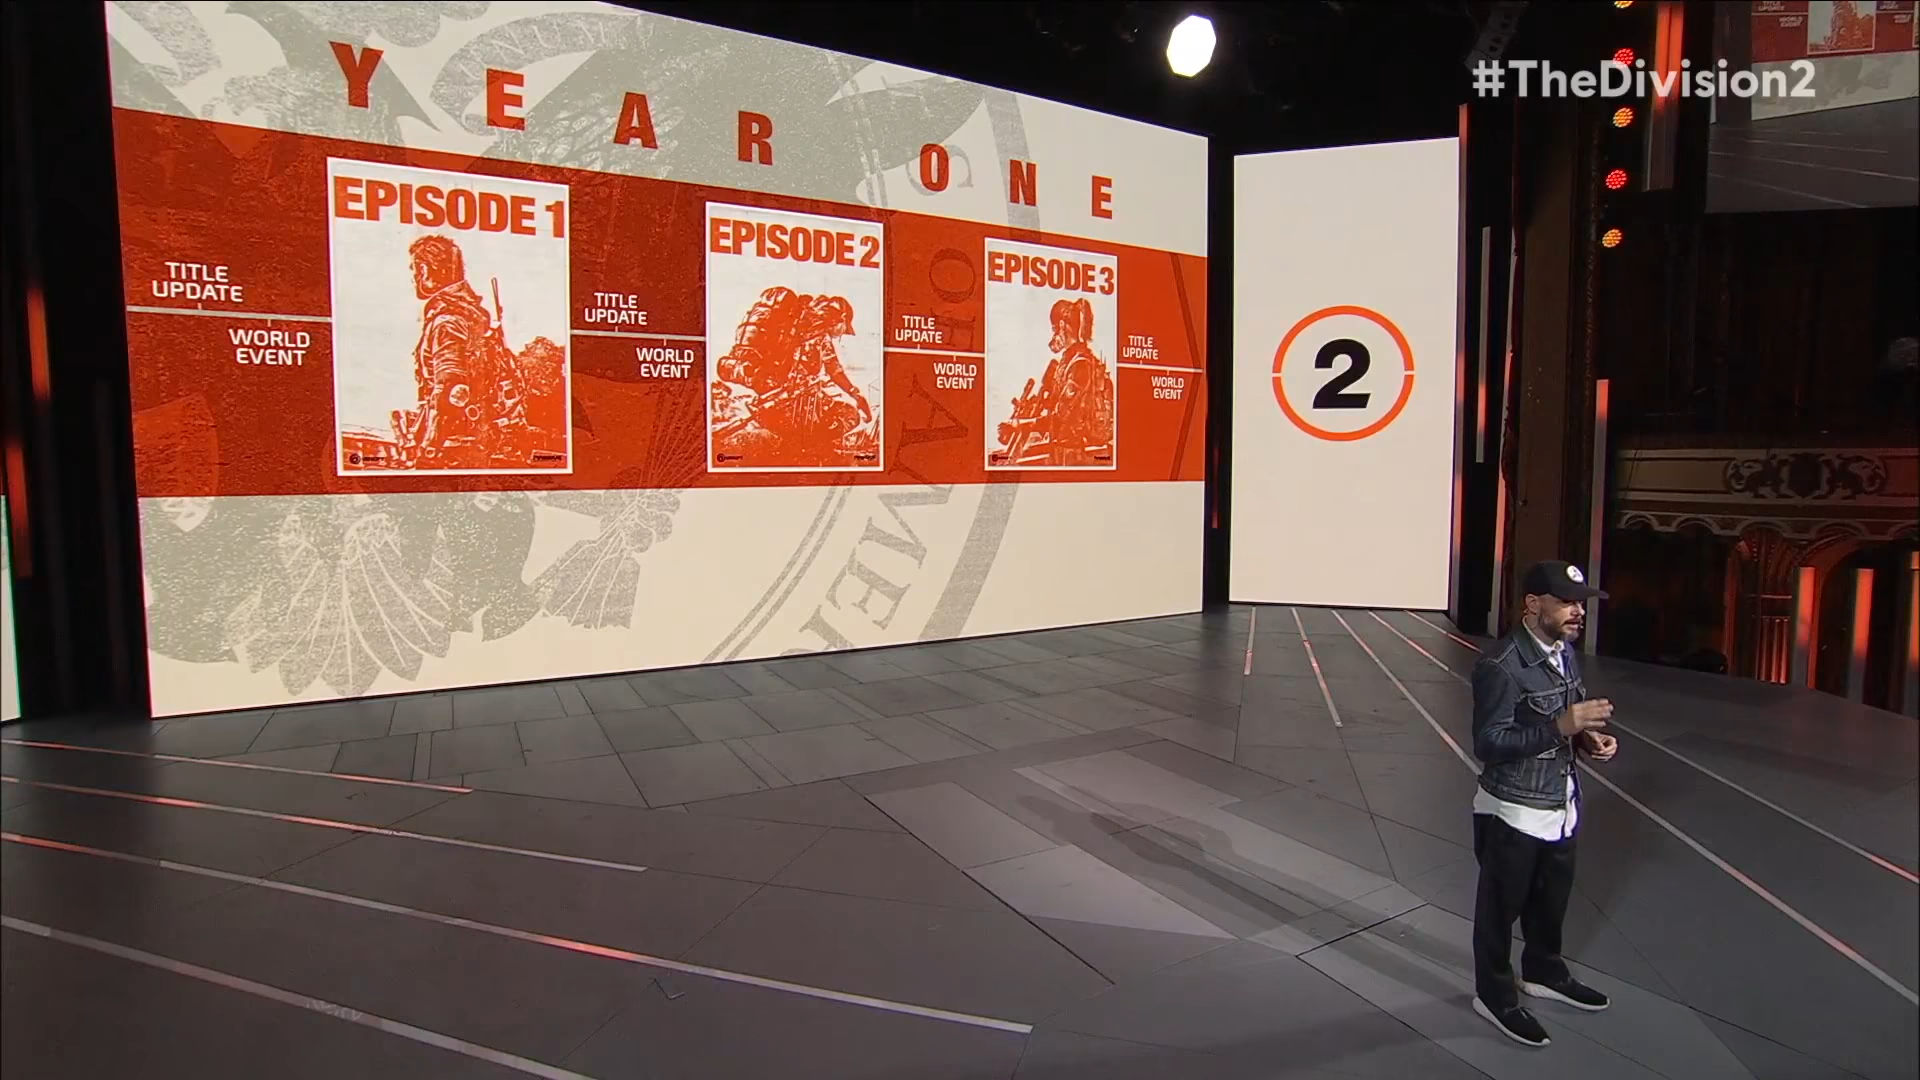 #TheDivision2
YEAR ONE
EPISODE 1
EPISODE 2
EPISODE 3
TITLE
UPDATE
WORLD
EVENT
TITLE
UPDATE
WORLD
EVENT
TITLE
UPDATE
WORLD
EVENT
TITLE
UPDATE
WORLD
EVENT
2